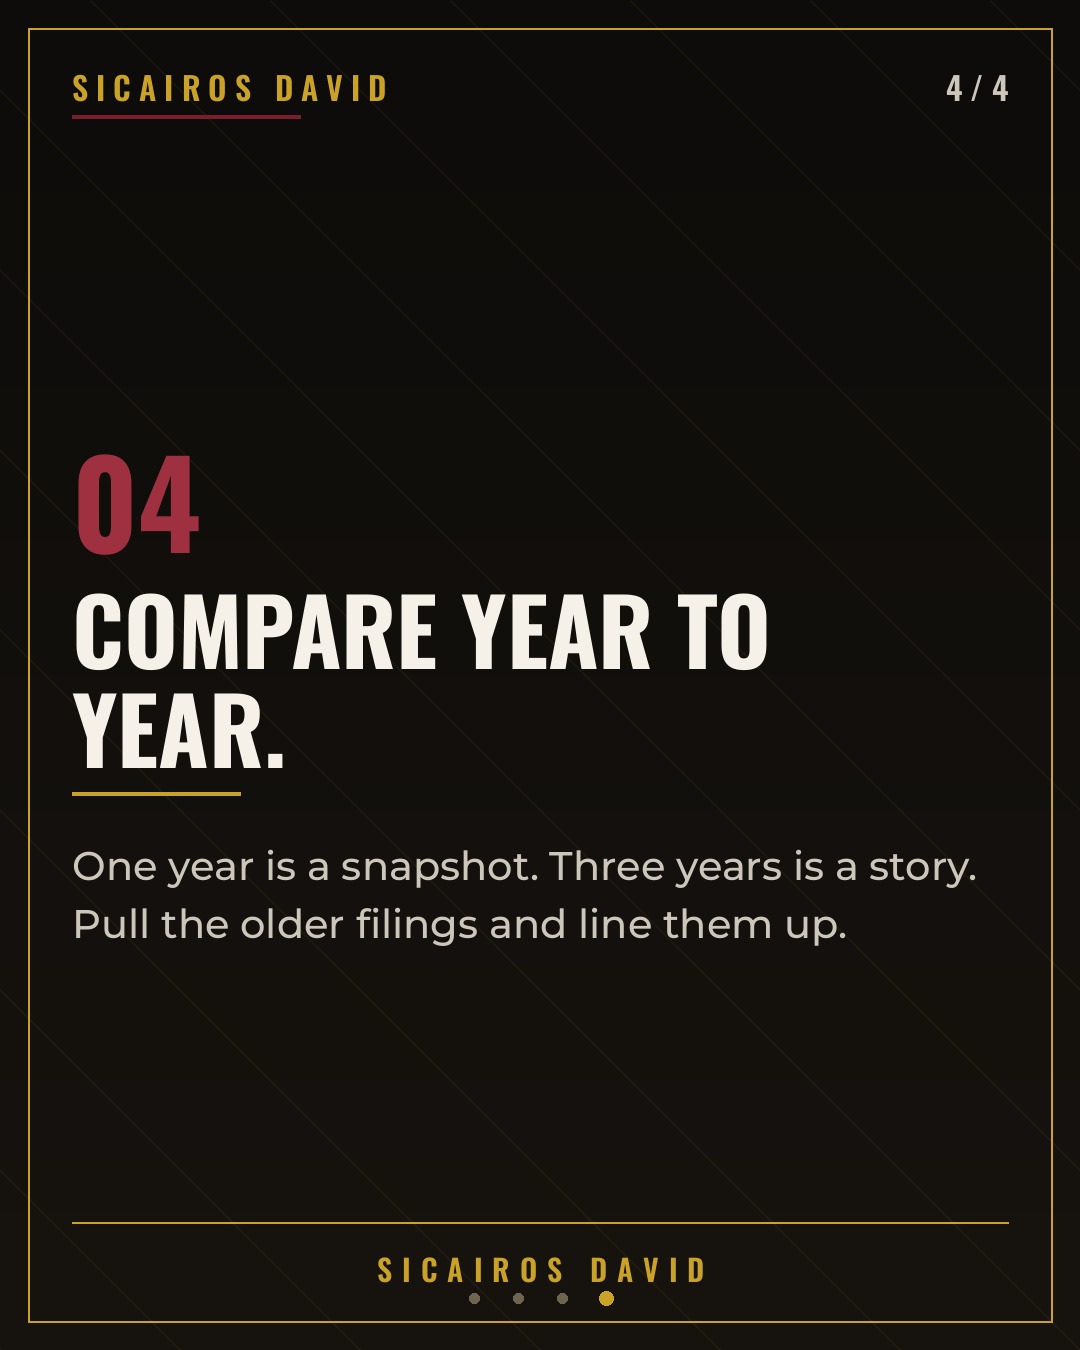 SICAIROS DAVID
4 / 4
04
COMPARE YEAR TO
YEAR.
One year is a snapshot. Three years is a story.
Pull the older filings and line them up.
SICAIROS DAVID